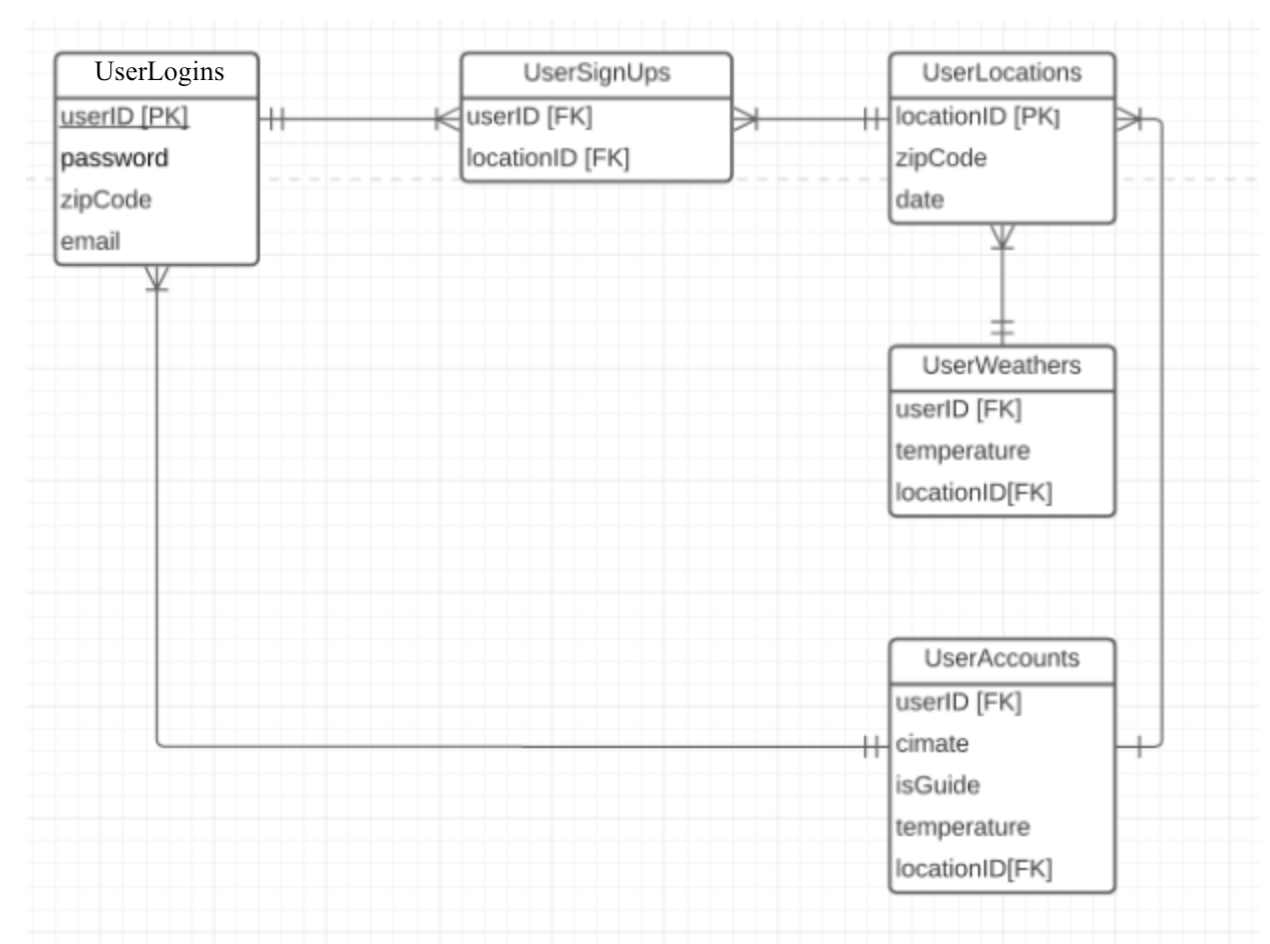 UserLogins
userID [PK]
password
zipCode
email
UserSignUps
userID [FK]
locationID [FK]
UserLocations
locationID [PK]
zipCode
date
UserWeathers
userID [FK]
temperature
locationID[FK]
UserAccounts
userID [FK]
cimate
isGuide
temperature
locationID[FK]